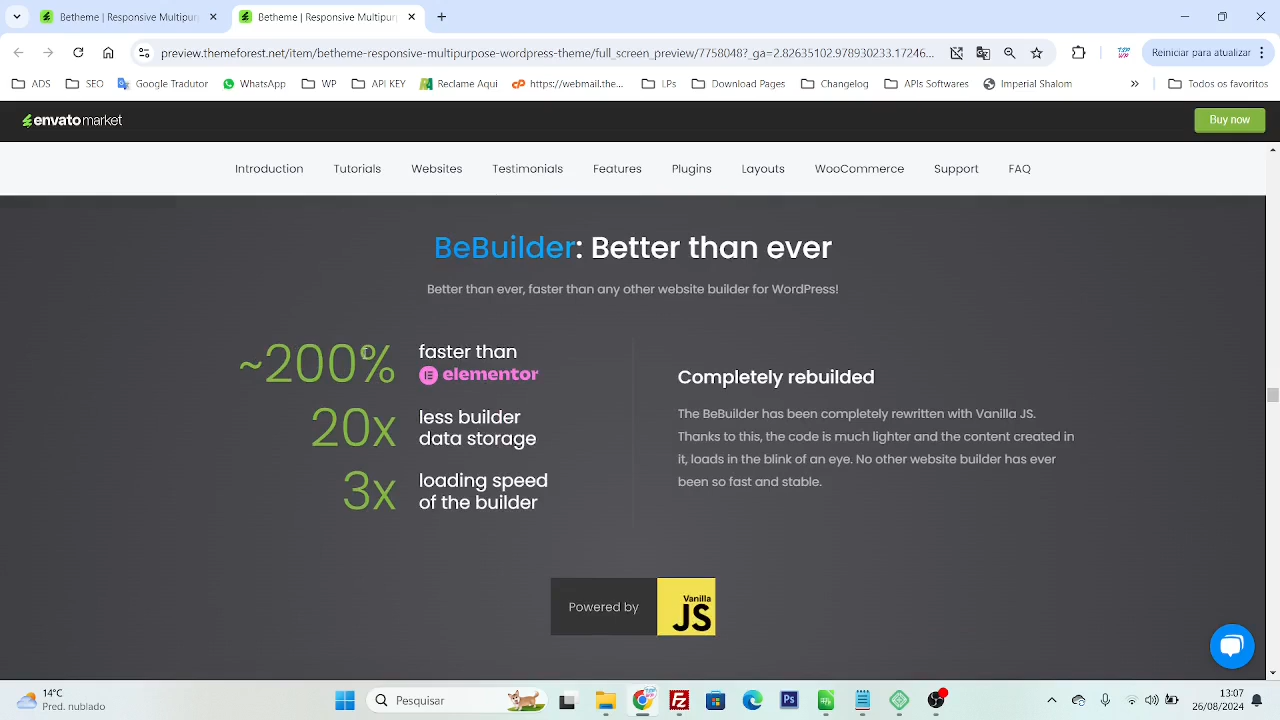 Betheme | Responsive Multipur
Betheme | Responsive Multipur
preview.themeforest.net/item/betheme-responsive-multipurpose-wordpress-theme/full_screen_preview/7758048?_ga=2.82635102.978930233.17246...
Reiniciar para atualizar
ADS
SEO
Google Tradutor
WhatsApp
WP
API KEY
Reclame Aqui
https://webmail.the...
LPs
Download Pages
Changelog
APIs Softwares
Imperial Shalom
Todos os favoritos
envatomarket
Buy now
Introduction
Tutorials
Websites
Testimonials
Features
Plugins
Layouts
WooCommerce
Support
FAQ
BeBuilder: Better than ever
Better than ever, faster than any other website builder for WordPress!
~200%
faster than
elementor
20x
less builder
data storage
3x
loading speed
of the builder
Completely rebuilded
The BeBuilder has been completely rewritten with Vanilla JS.
Thanks to this, the code is much lighter and the content created in
it, loads in the blink of an eye. No other website builder has ever
been so fast and stable.
Powered by
Vanilla
JS
14°C
Pred. nublado
Pesquisar
Fz
Ps
13:07
26/08/2024